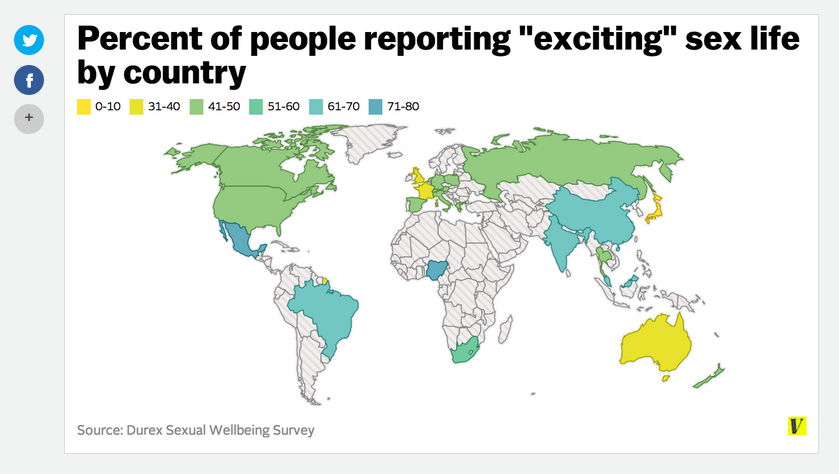 Percent of people reporting "exciting" sex life
by country
0-10 31-40 41-50 51-60 61-70 71-80
Source: Durex Sexual Wellbeing Survey
V